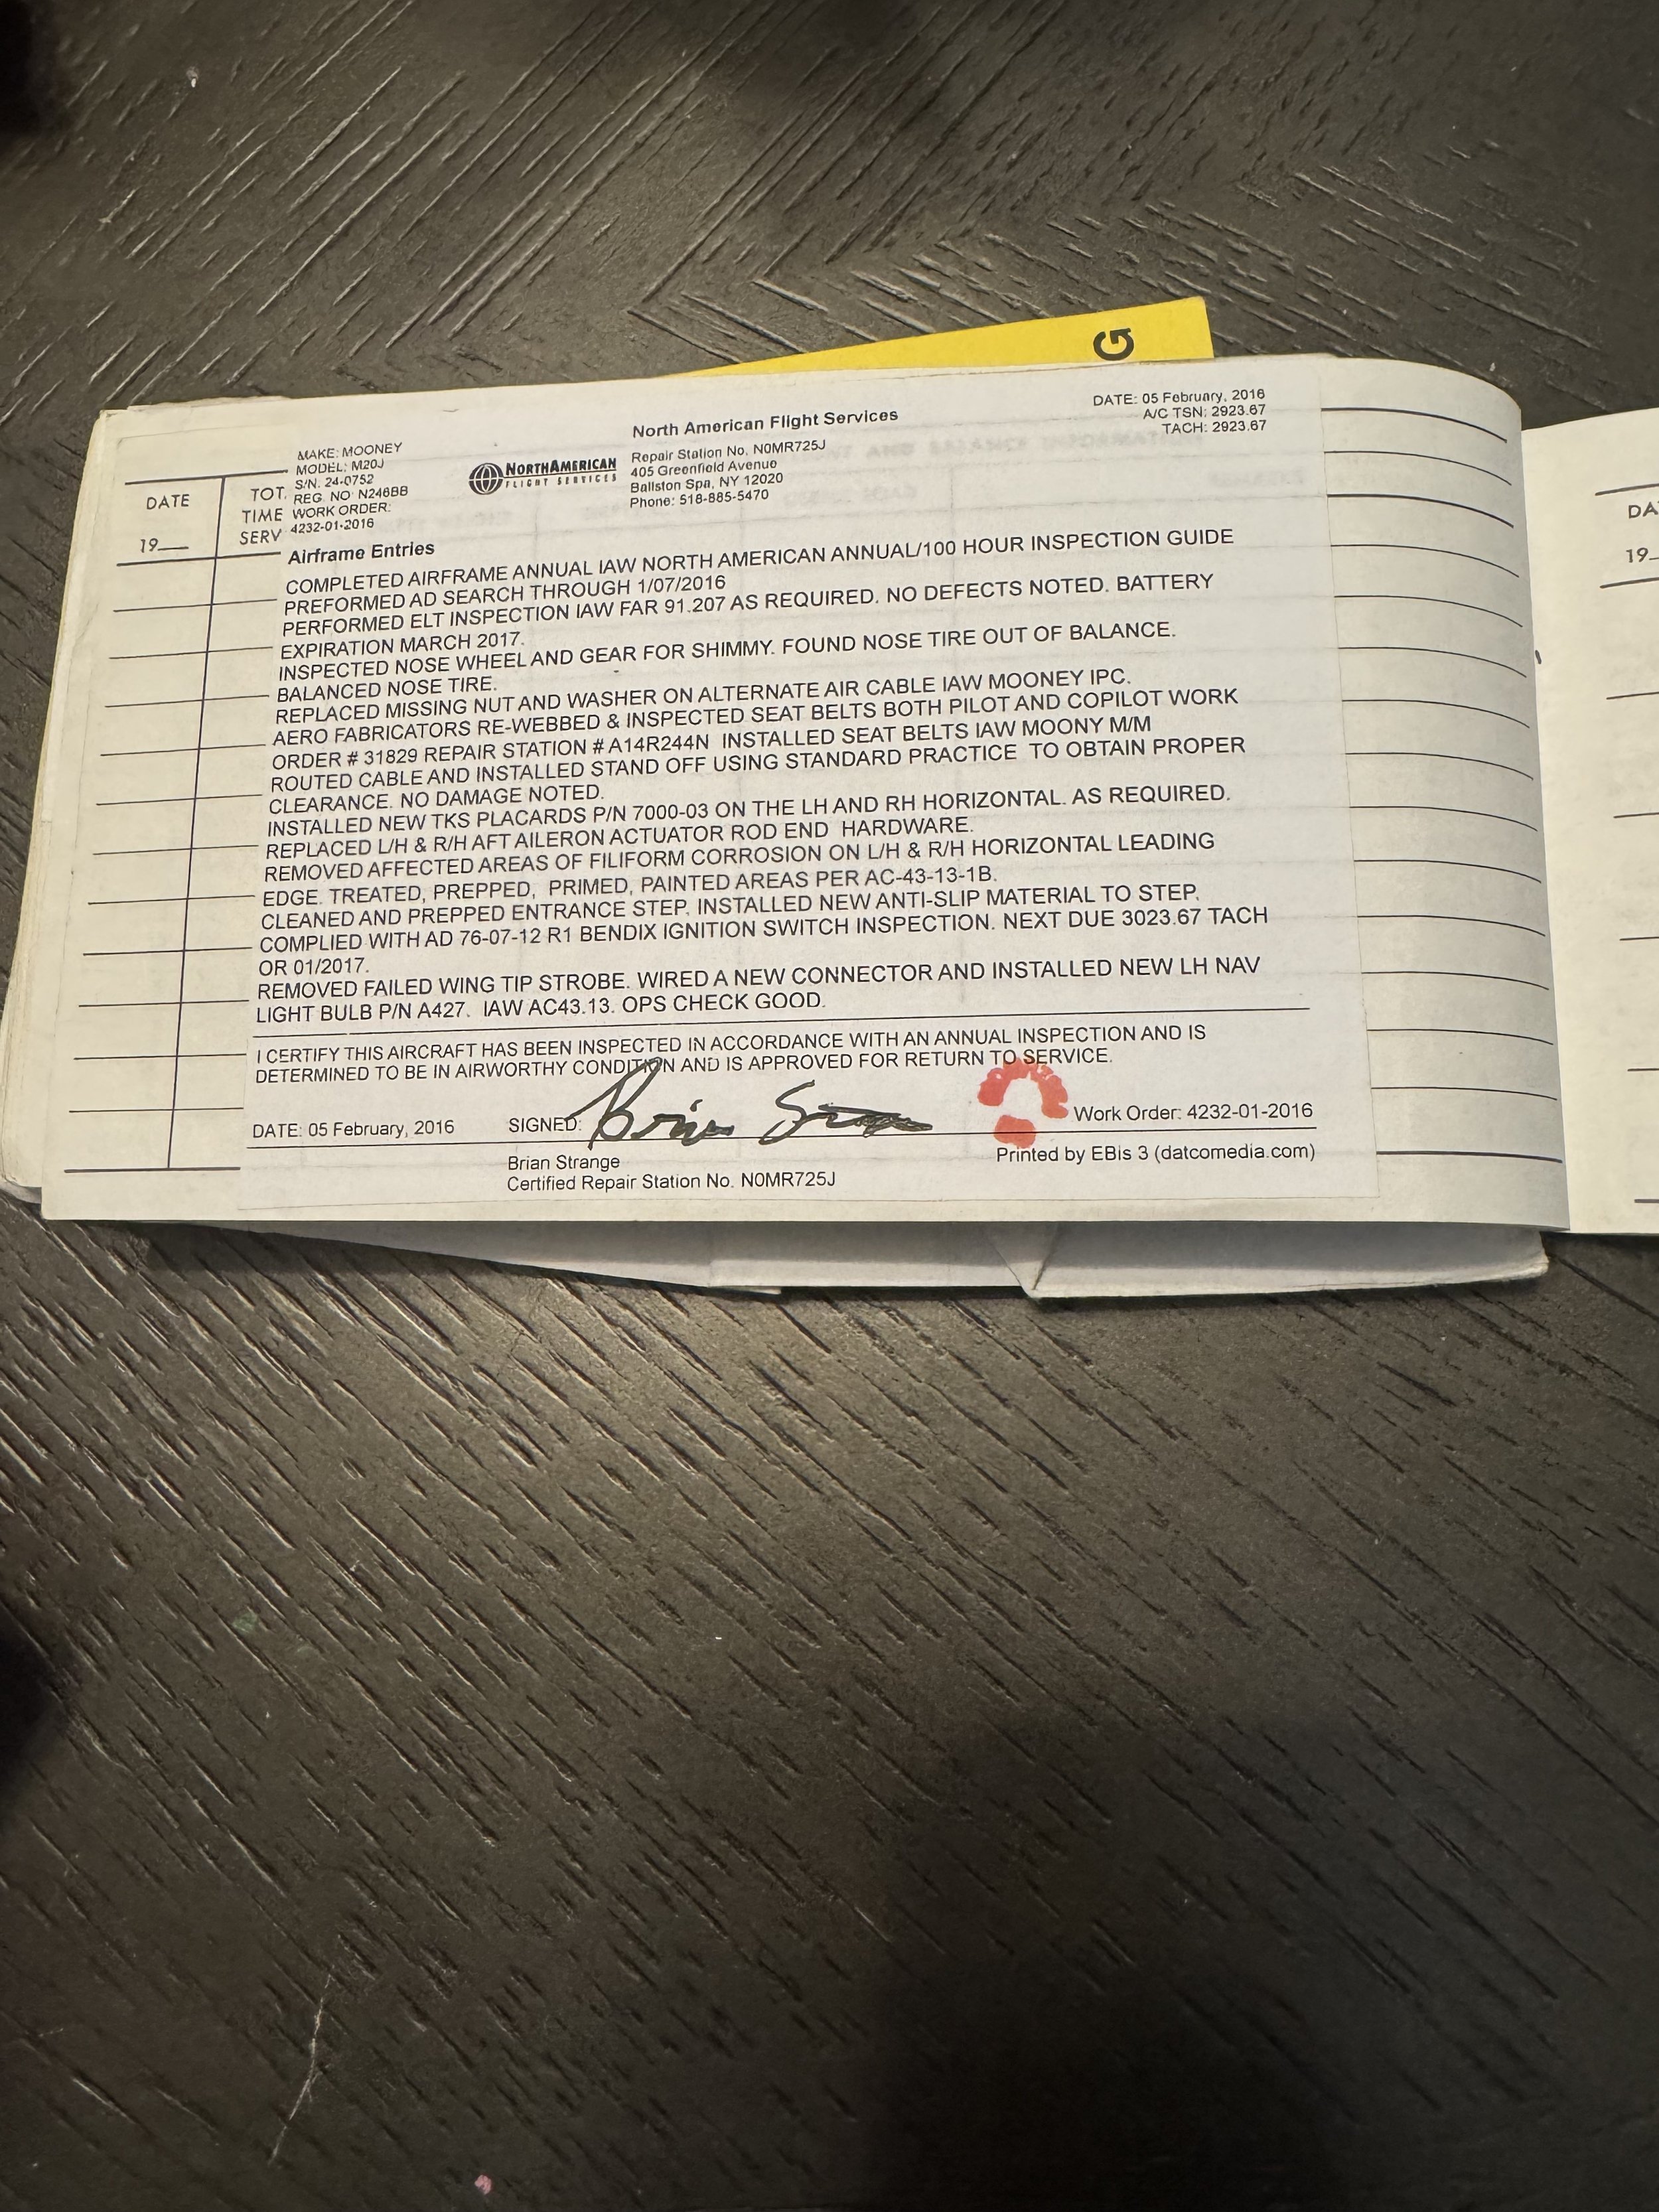 G
DATE: 05 February, 2016
A/C TSN: 2923.67
TACH: 2923.67
North American Flight Services
Repair Station No. N0MR725J
405 Greenfield Avenue
Ballston Spa, NY 12020
Phone: 518-885-5470
NORTHAMERICAN
FLIGHT SERVICES
MAKE: MOONEY
MODEL: M20J
S/N. 24-0752
REG. NO N246BB
WORK ORDER:
4232-01-2016
DATE
19
TOT.
TIME
SERV
Airframe Entries
COMPLETED AIRFRAME ANNUAL IAW NORTH AMERICAN ANNUAL/100 HOUR INSPECTION GUIDE
PREFORMED AD SEARCH THROUGH 1/07/2016
PERFORMED ELT INSPECTION IAW FAR 91.207 AS REQUIRED. NO DEFECTS NOTED. BATTERY
EXPIRATION MARCH 2017.
INSPECTED NOSE WHEEL AND GEAR FOR SHIMMY. FOUND NOSE TIRE OUT OF BALANCE.
BALANCED NOSE TIRE.
REPLACED MISSING NUT AND WASHER ON ALTERNATE AIR CABLE IAW MOONEY IPC.
AERO FABRICATORS RE-WEBBED & INSPECTED SEAT BELTS BOTH PILOT AND COPILOT WORK
ORDER # 31829 REPAIR STATION # A14R244N INSTALLED SEAT BELTS IAW MOONY M/M
ROUTED CABLE AND INSTALLED STAND OFF USING STANDARD PRACTICE TO OBTAIN PROPER
CLEARANCE. NO DAMAGE NOTED.
INSTALLED NEW TKS PLACARDS P/N 7000-03 ON THE LH AND RH HORIZONTAL. AS REQUIRED.
REPLACED L/H & R/H AFT AILERON ACTUATOR ROD END HARDWARE.
REMOVED AFFECTED AREAS OF FILIFORM CORROSION ON L/H & R/H HORIZONTAL LEADING
EDGE. TREATED, PREPPED, PRIMED, PAINTED AREAS PER AC-43-13-1B.
CLEANED AND PREPPED ENTRANCE STEP. INSTALLED NEW ANTI-SLIP MATERIAL TO STEP.
COMPLIED WITH AD 76-07-12 R1 BENDIX IGNITION SWITCH INSPECTION. NEXT DUE 3023.67 TACH
OR 01/2017.
REMOVED FAILED WING TIP STROBE. WIRED A NEW CONNECTOR AND INSTALLED NEW LH NAV
LIGHT BULB P/N A427. IAW AC43.13. OPS CHECK GOOD.
I CERTIFY THIS AIRCRAFT HAS BEEN INSPECTED IN ACCORDANCE WITH AN ANNUAL INSPECTION AND IS
DETERMINED TO BE IN AIRWORTHY CONDITION AND IS APPROVED FOR RETURN TO SERVICE.
DATE: 05 February, 2016 SIGNED: Work Order: 4232-01-2016
Brian Strange
Certified Repair Station No. N0MR725J
Printed by EBis 3 (datcomedia.com)
DA
19